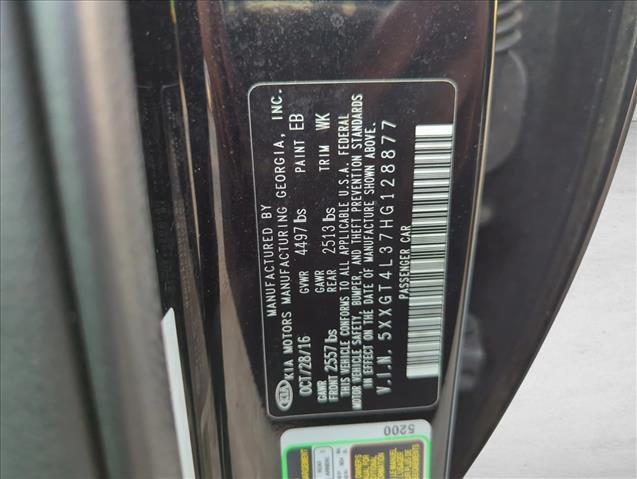 MANUFACTURED BY
KIA KIA MOTORS MANUFACTURING GEORGIA, INC.
OCT/28/16 GVWR 4497lbs PAINT EB
GAWR FRONT 2557lbs GAWR REAR 2513lbs TRIM WK
THIS VEHICLE CONFORMS TO ALL APPLICABLE U.S.A. FEDERAL
MOTOR VEHICLE SAFETY, BUMPER, AND THEFT PREVENTION STANDARDS
IN EFFECT ON THE DATE OF MANUFACTURE SHOWN ABOVE.
V.I.N. 5XXGT4L37HG128877
PASSENGER CAR
5200